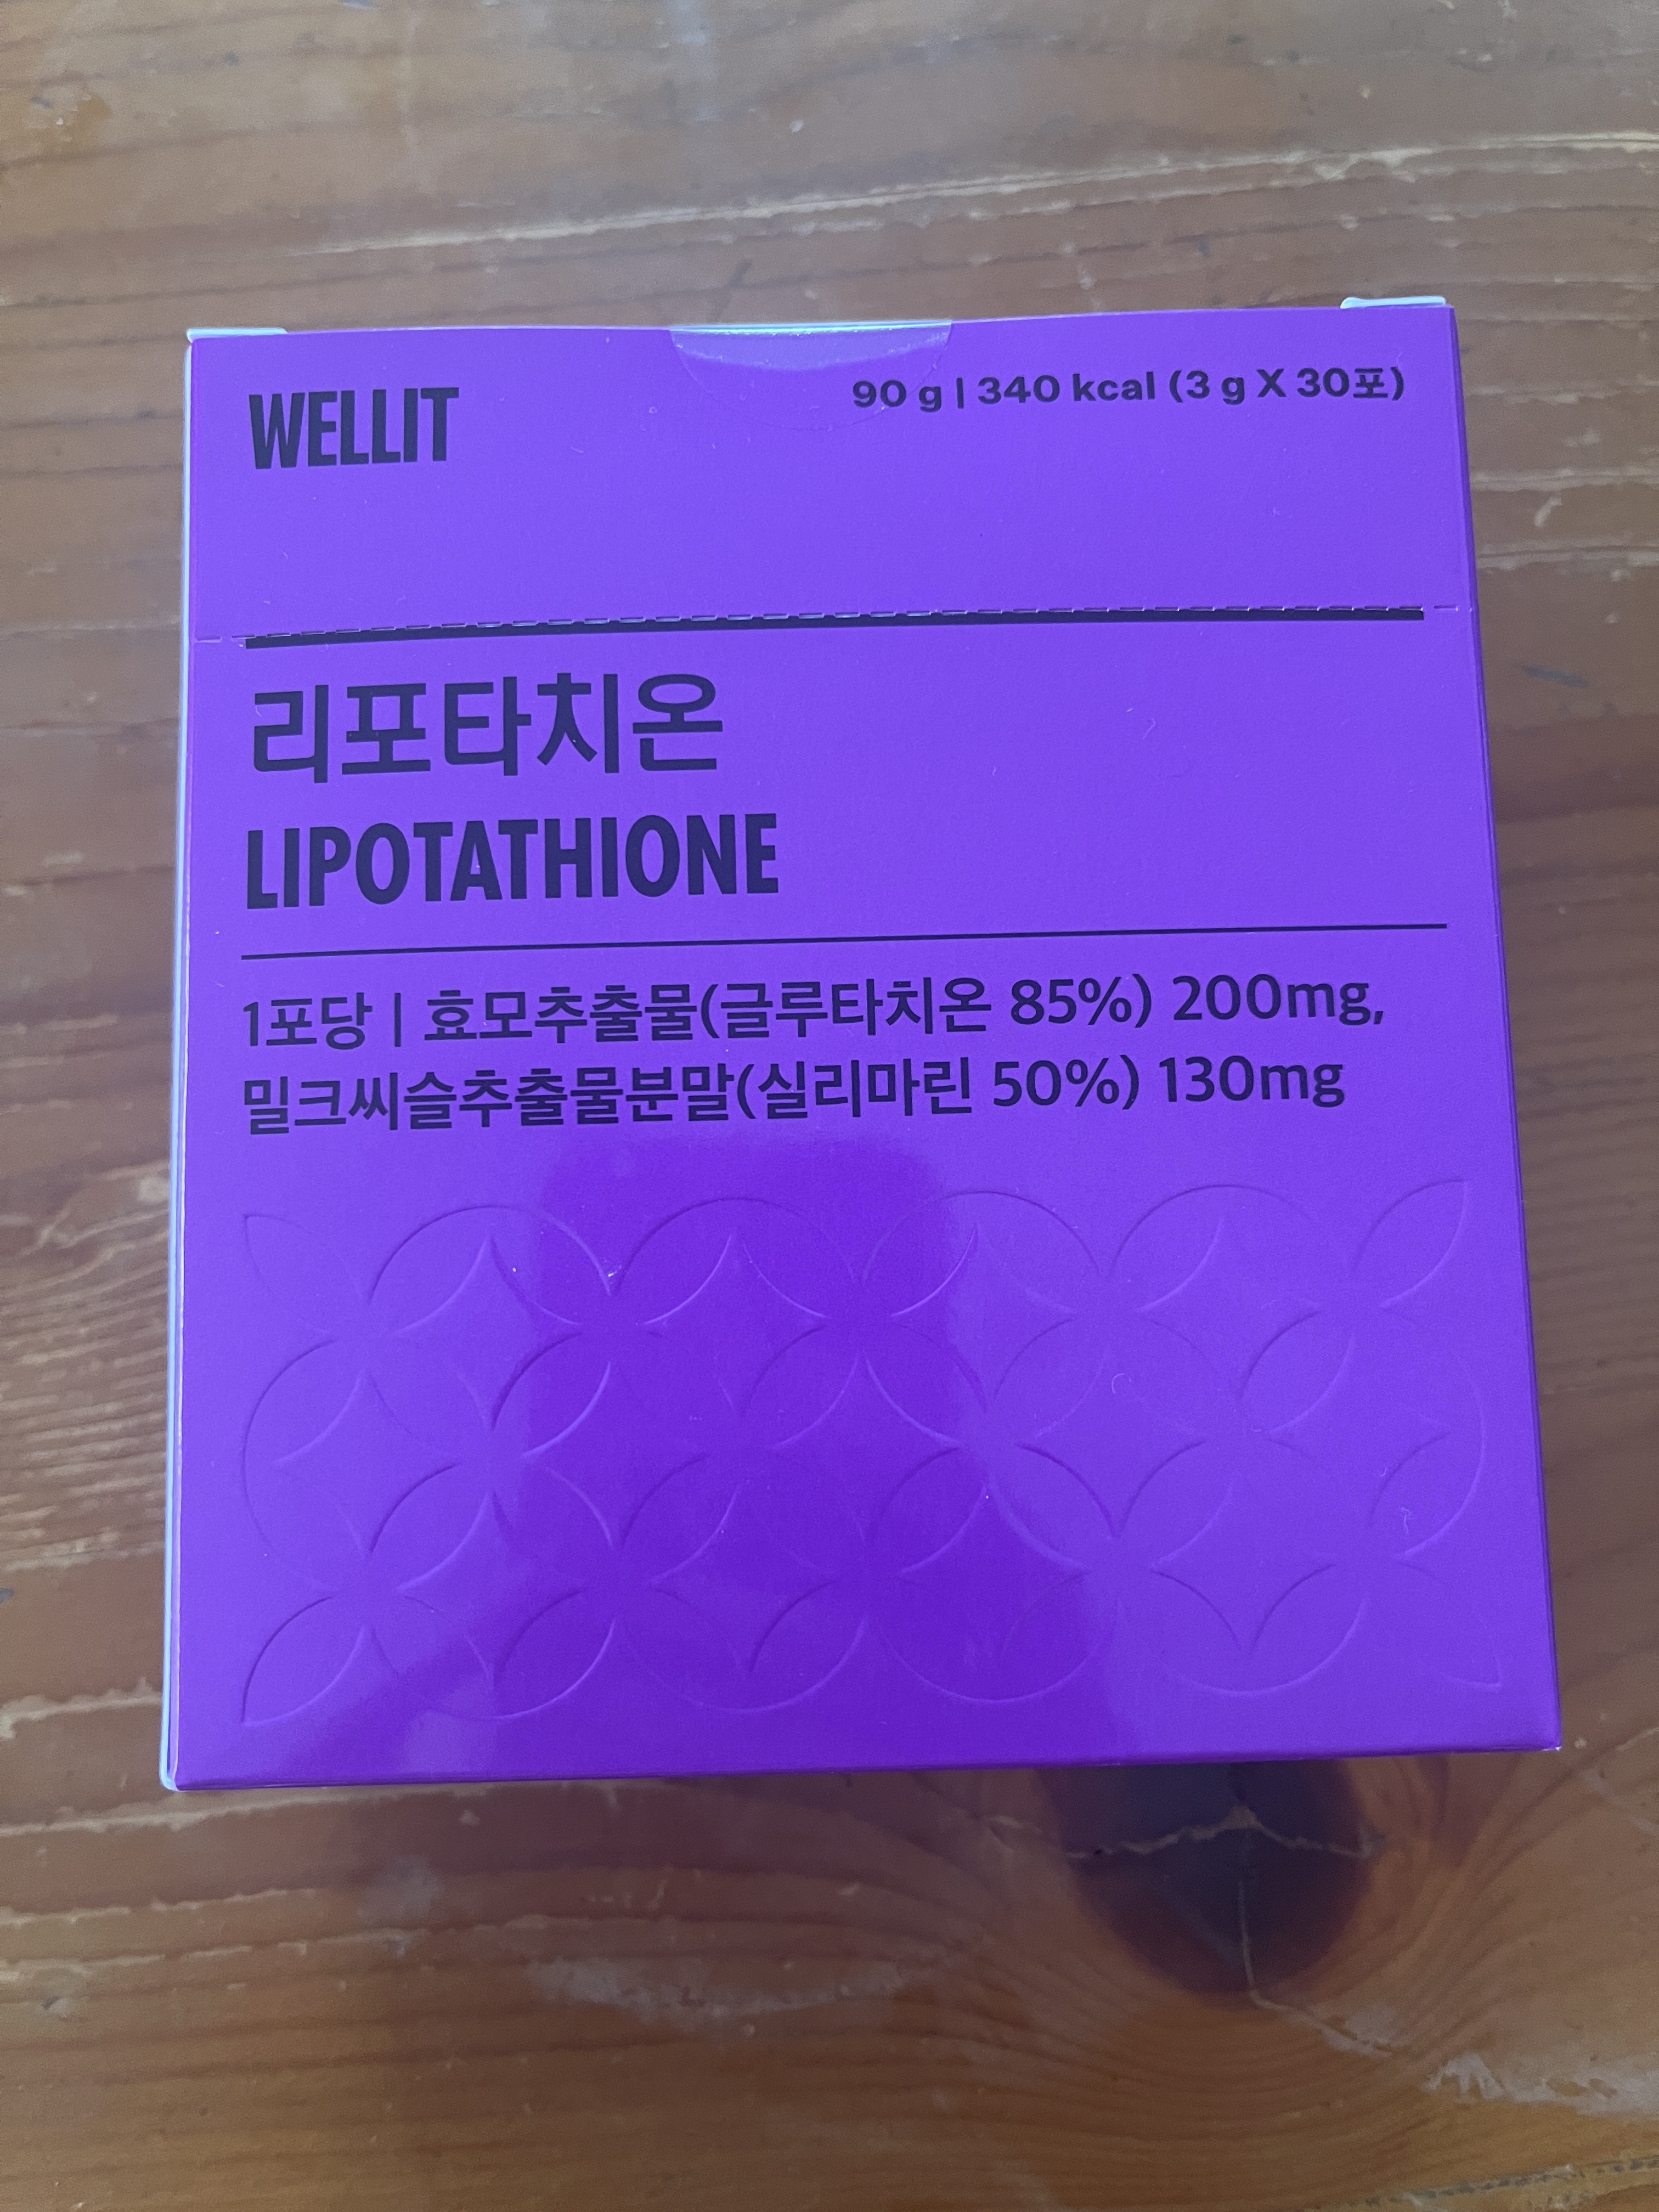 WELLIT
90 g | 340 kcal (3 g X 30포)
리포타치온
LIPOTATHIONE
1포당 | 효모추출물(글루타치온 85%) 200mg,
밀크씨슬추출물분말(실리마린 50%) 130mg